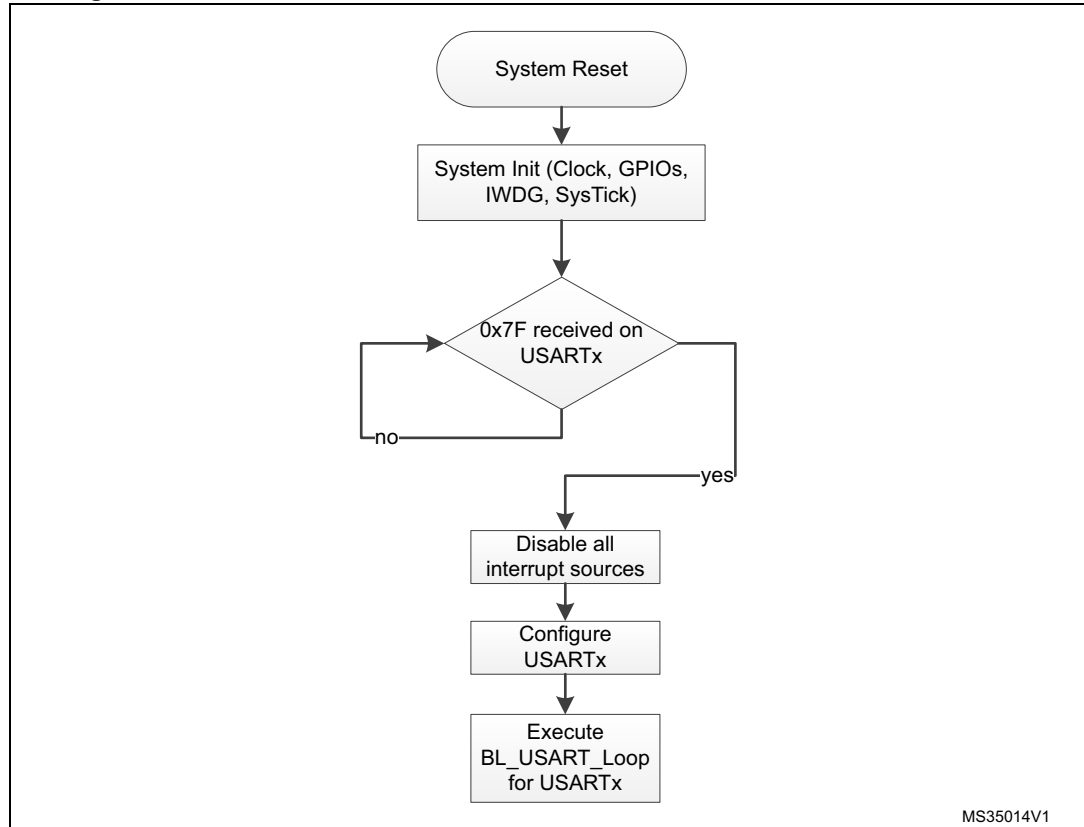 System Reset
System Init (Clock, GPIOs,
IWDG, SysTick)
0x7F received on
USARTx
no
yes
Disable all
interrupt sources
Configure
USARTx
Execute
BL_USART_Loop
for USARTx
MS35014V1